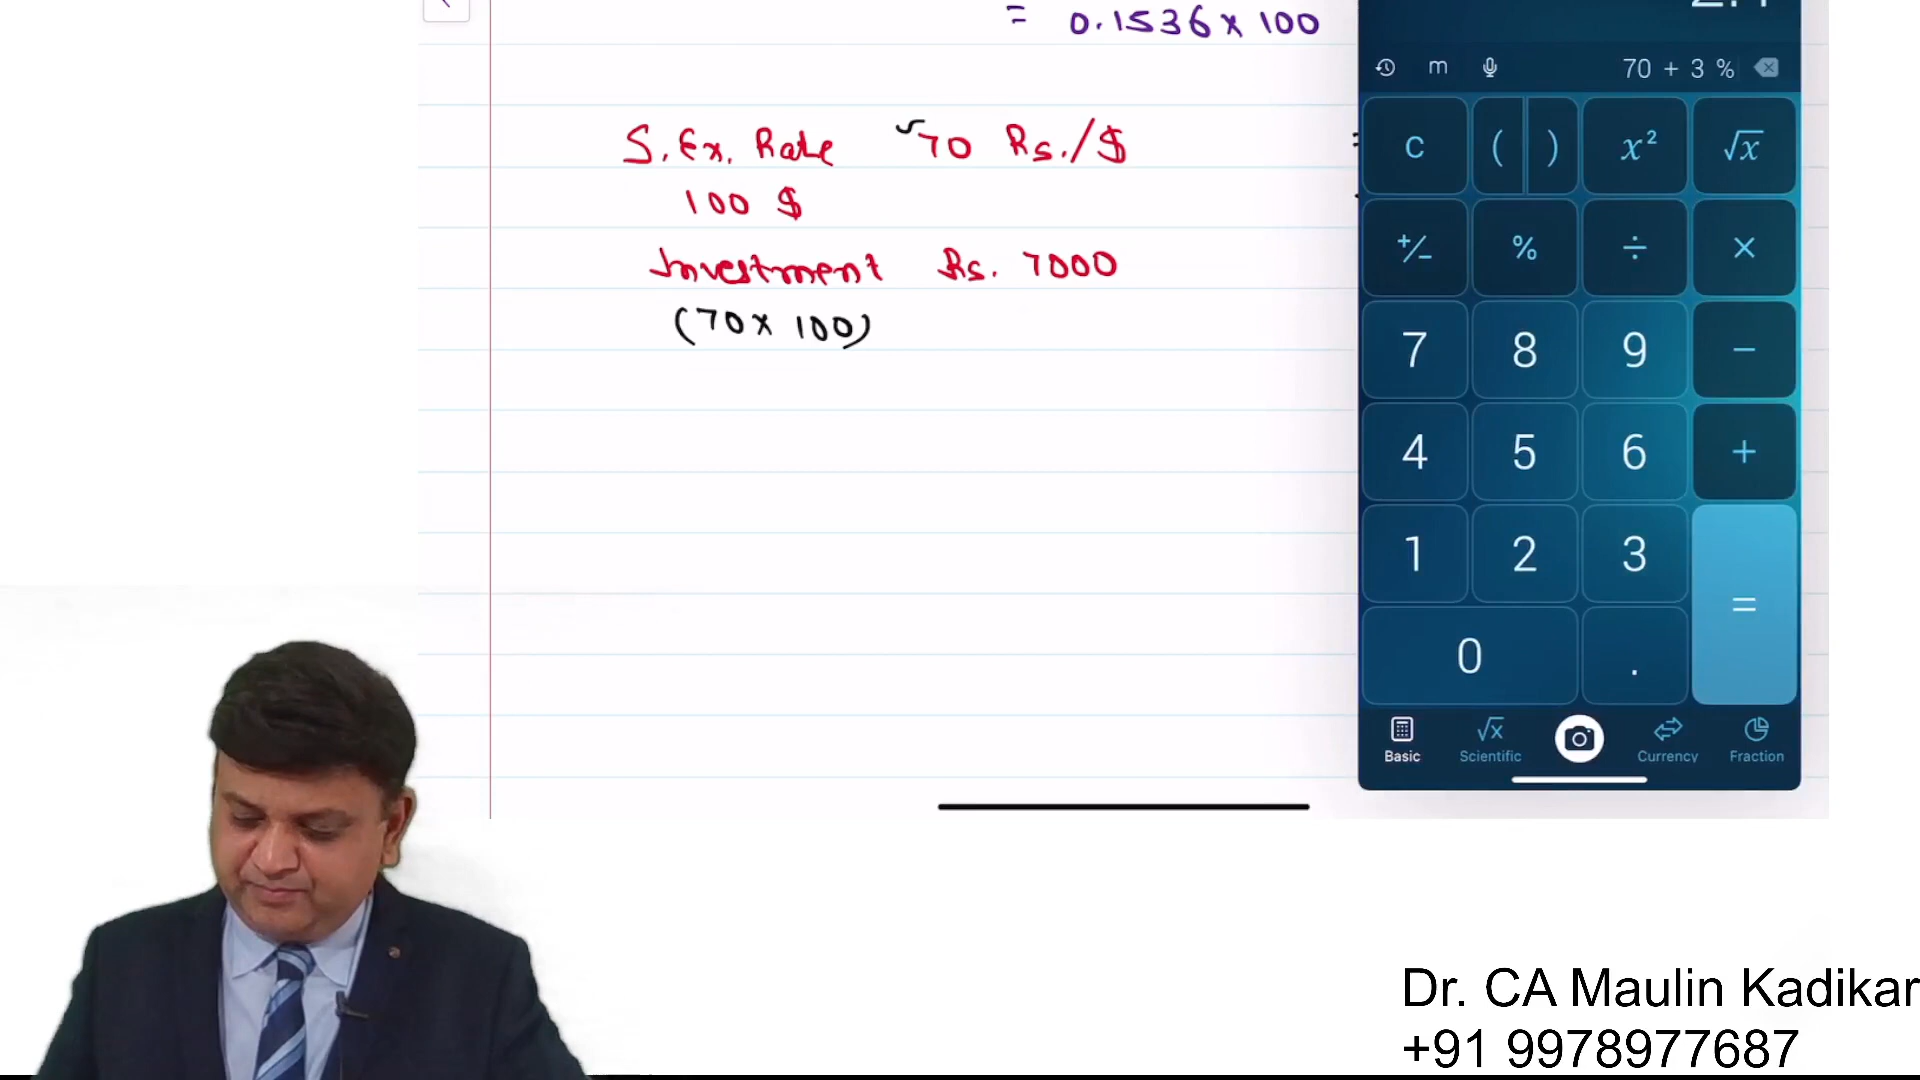 = 0.1536 x 100
S. Ex. Rate 70 Rs./$
100 $
Investment Rs. 7000
(70 x 100)
m 70 + 3 %
c ( ) x² √x
+/- % ÷ ×
7 8 9 −
4 5 6 +
1 2 3 =
0 .
Basic Scientific Currency Fraction
Dr. CA Maulin Kadikar
+91 9978977687